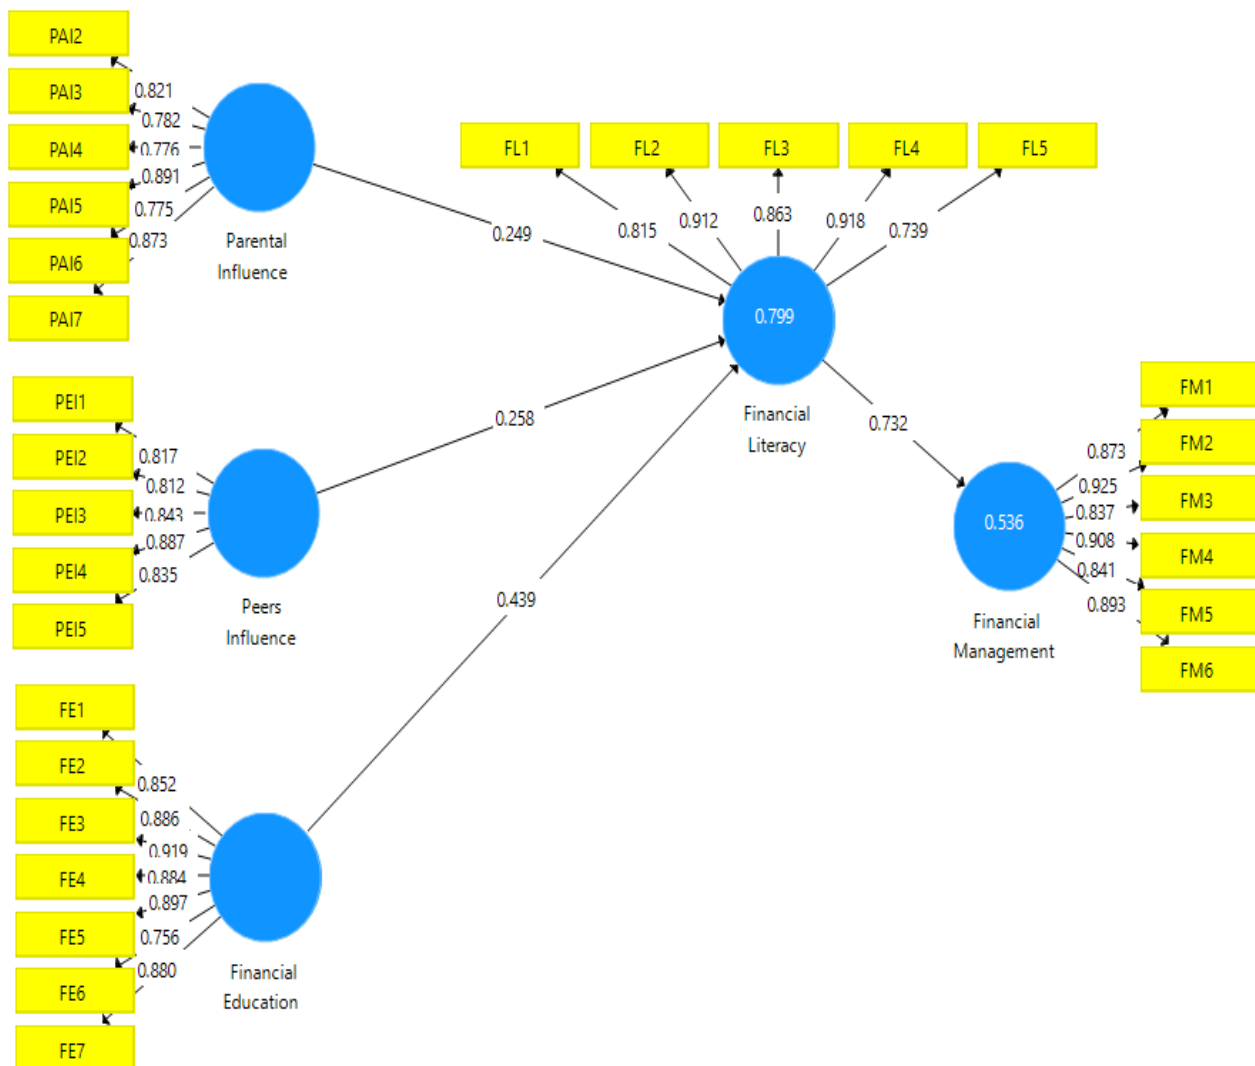 PAI2
PAI3
PAI4
PAI5
PAI6
PAI7
0.821
0.782
0.776
0.891
0.775
0.873
Parental
Influence
0.249
FL1
FL2
FL3
FL4
FL5
0.815
0.912
0.863
0.918
0.739
0.799
Financial
Literacy
PEI1
PEI2
PEI3
PEI4
PEI5
0.817
0.812
0.843
0.887
0.835
Peers
Influence
0.258
0.732
FM1
FM2
FM3
FM4
FM5
FM6
0.873
0.925
0.837
0.908
0.841
0.893
0.536
Financial
Management
0.439
FE1
FE2
FE3
FE4
FE5
FE6
FE7
0.852
0.886
0.919
0.884
0.897
0.756
0.880
Financial
Education